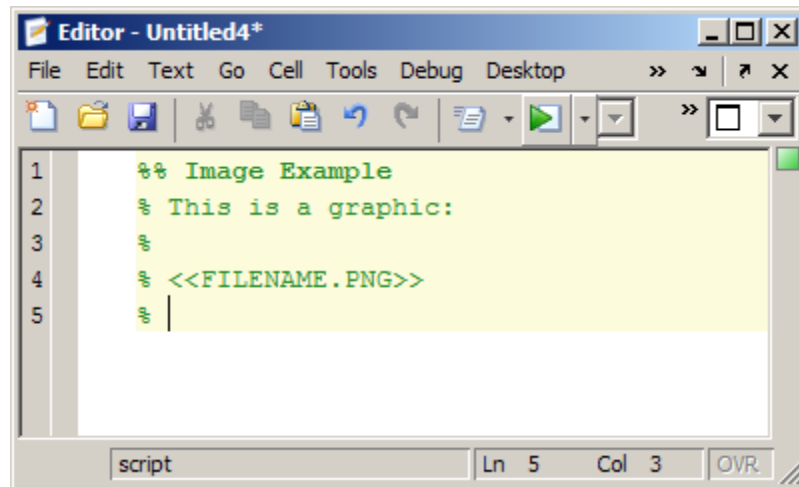 Editor - Untitled4*
File Edit Text Go Cell Tools Debug Desktop
1 %% Image Example
2 % This is a graphic:
3 %
4 % <<FILENAME.PNG>>
5 %
script Ln 5 Col 3 OVR